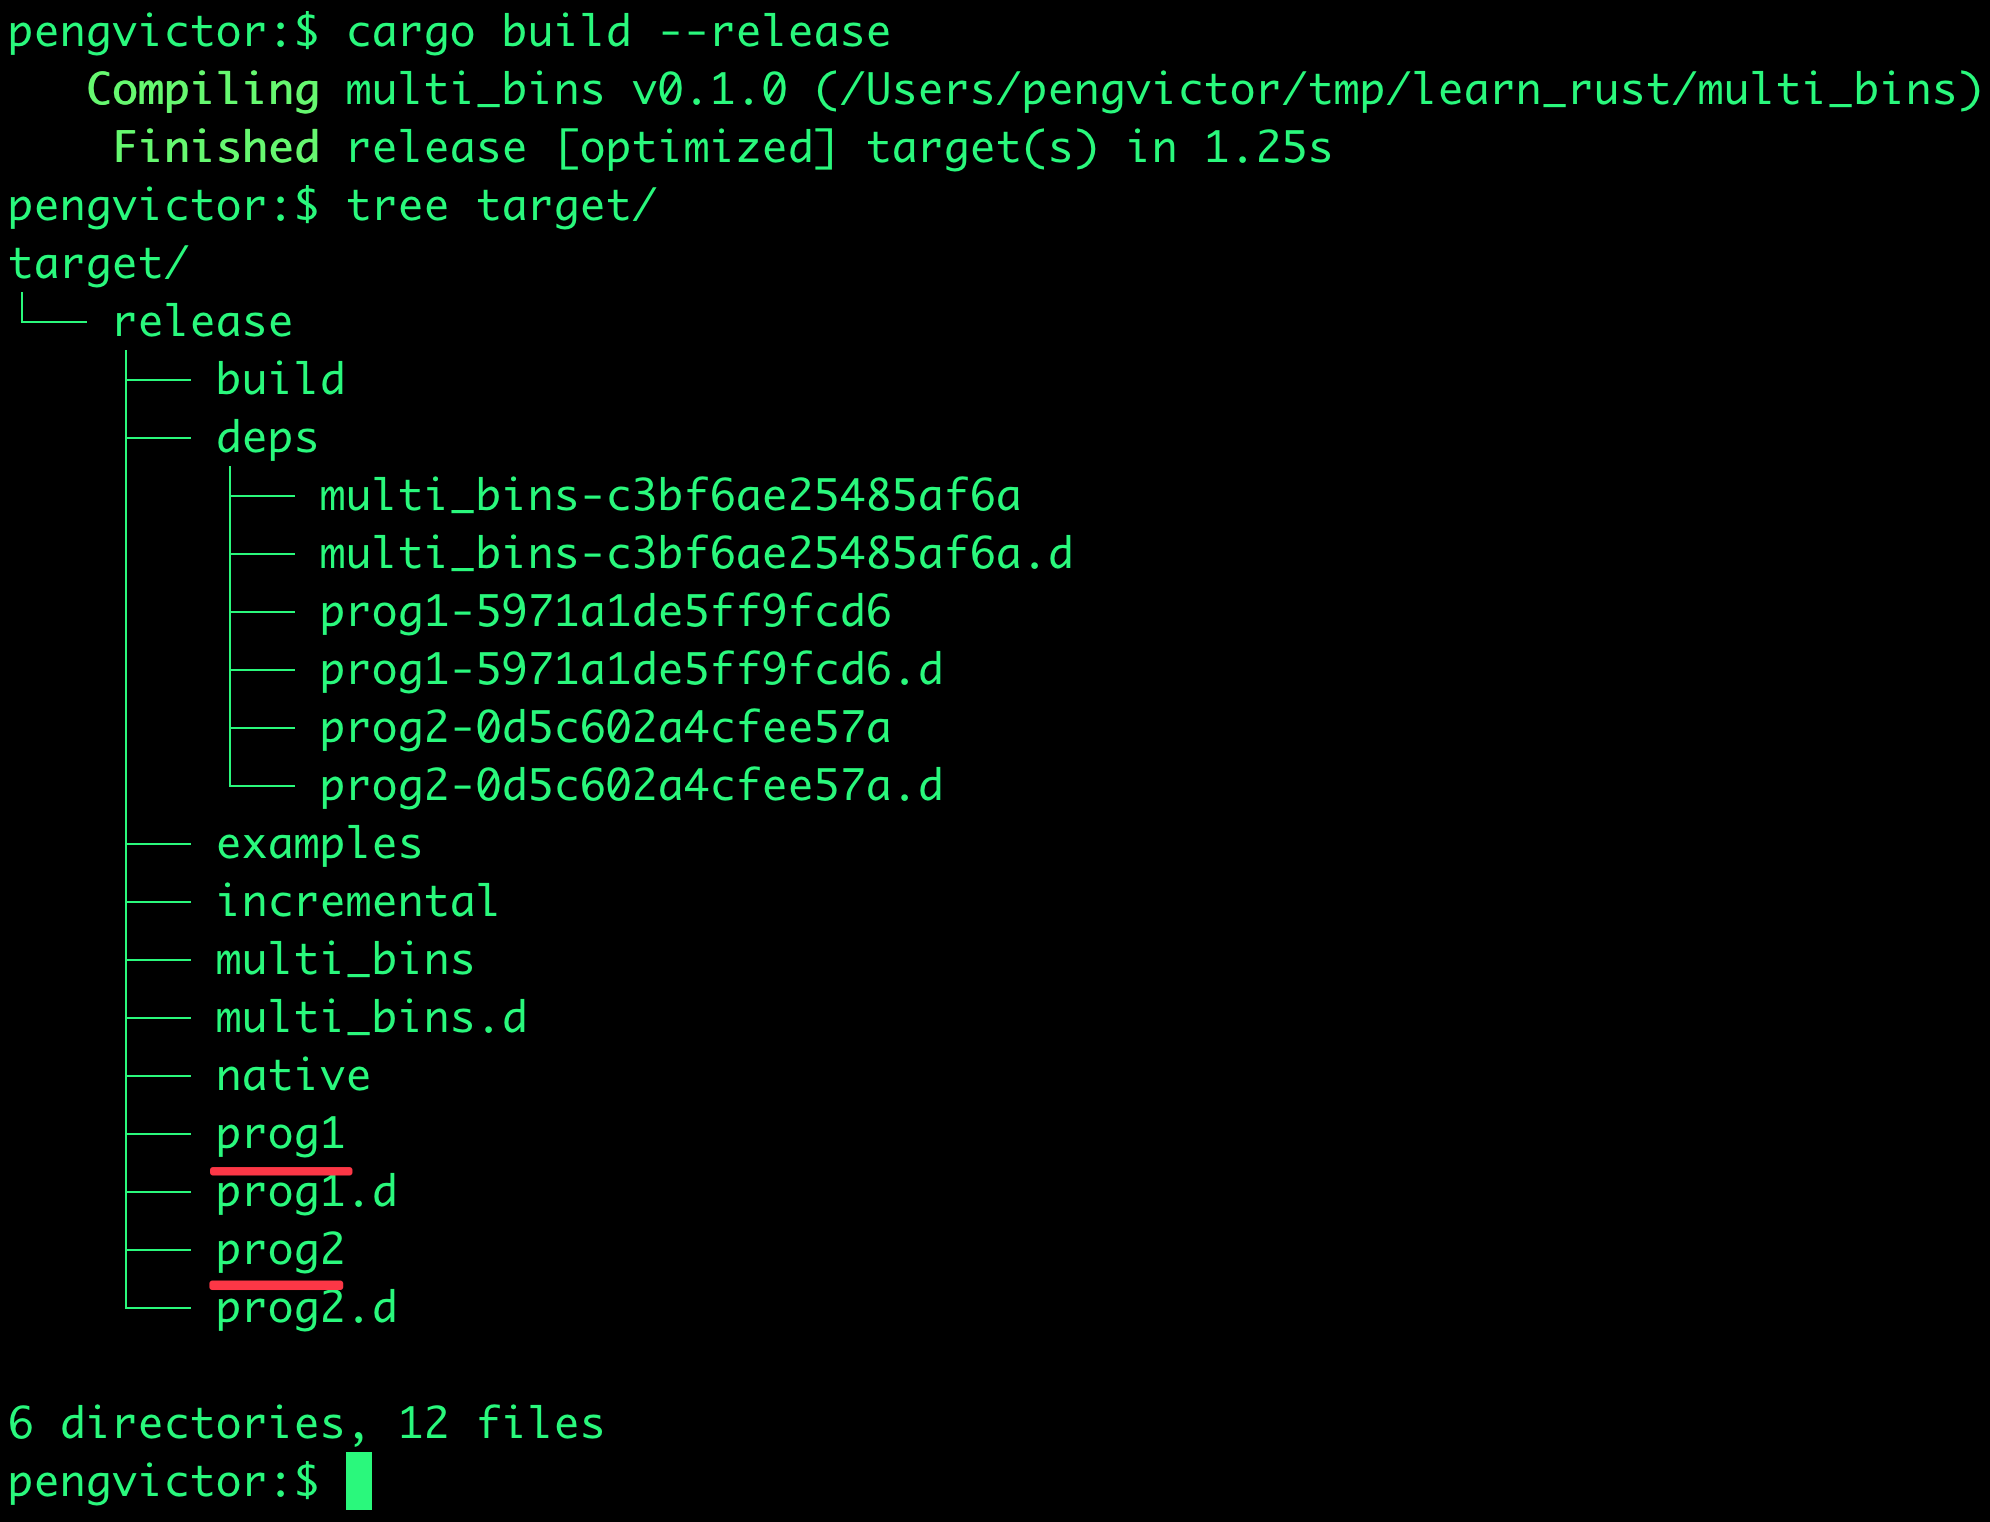 pengvictor:$ cargo build --release
   Compiling multi_bins v0.1.0 (/Users/pengvictor/tmp/learn_rust/multi_bins)
    Finished release [optimized] target(s) in 1.25s
pengvictor:$ tree target/
target/
└── release
    ├── build
    ├── deps
    │   ├── multi_bins-c3bf6ae25485af6a
    │   ├── multi_bins-c3bf6ae25485af6a.d
    │   ├── prog1-5971a1de5ff9fcd6
    │   ├── prog1-5971a1de5ff9fcd6.d
    │   ├── prog2-0d5c602a4cfee57a
    │   └── prog2-0d5c602a4cfee57a.d
    ├── examples
    ├── incremental
    ├── multi_bins
    ├── multi_bins.d
    ├── native
    ├── prog1
    ├── prog1.d
    ├── prog2
    └── prog2.d
6 directories, 12 files
pengvictor:$